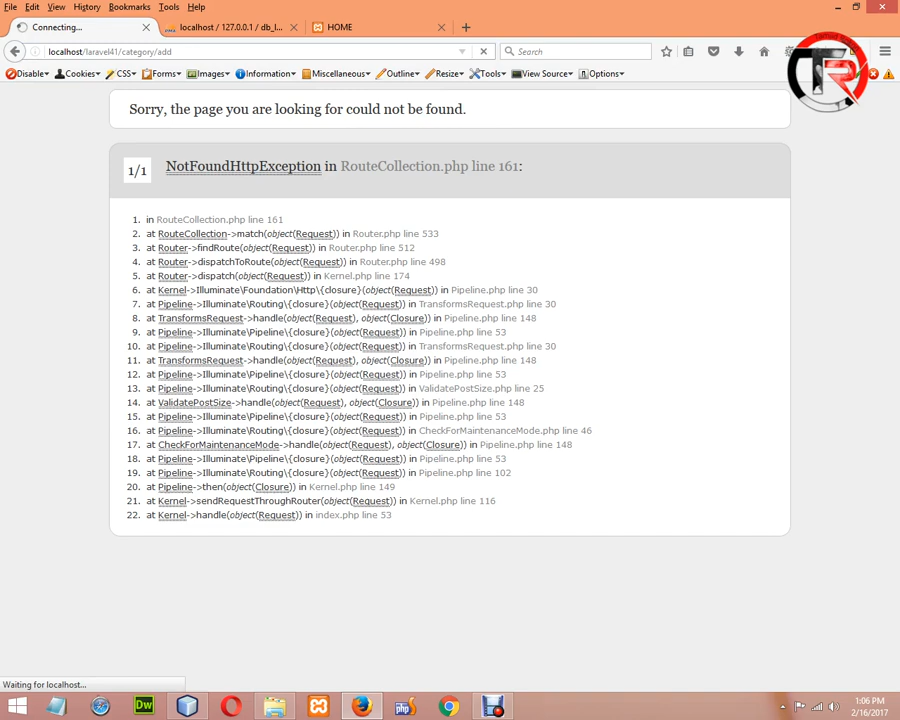 File Edit View History Bookmarks Tools Help
Connecting...
localhost / 127.0.0.1 / db_l...
HOME
localhost/laravel41/category/add
Search
Disable Cookies CSS Forms Images Information Miscellaneous Outline Resize Tools View Source Options
Sorry, the page you are looking for could not be found.
1/1
NotFoundHttpException in RouteCollection.php line 161:
1. in RouteCollection.php line 161
2. at RouteCollection->match(object(Request)) in Router.php line 533
3. at Router->findRoute(object(Request)) in Router.php line 512
4. at Router->dispatchToRoute(object(Request)) in Router.php line 498
5. at Router->dispatch(object(Request)) in Kernel.php line 174
6. at Kernel->Illuminate\Foundation\Http\{closure}(object(Request)) in Pipeline.php line 30
7. at Pipeline->Illuminate\Routing\{closure}(object(Request)) in TransformsRequest.php line 30
8. at TransformsRequest->handle(object(Request), object(Closure)) in Pipeline.php line 148
9. at Pipeline->Illuminate\Pipeline\{closure}(object(Request)) in Pipeline.php line 53
10. at Pipeline->Illuminate\Routing\{closure}(object(Request)) in TransformsRequest.php line 30
11. at TransformsRequest->handle(object(Request), object(Closure)) in Pipeline.php line 148
12. at Pipeline->Illuminate\Pipeline\{closure}(object(Request)) in Pipeline.php line 53
13. at Pipeline->Illuminate\Routing\{closure}(object(Request)) in ValidatePostSize.php line 25
14. at ValidatePostSize->handle(object(Request), object(Closure)) in Pipeline.php line 148
15. at Pipeline->Illuminate\Pipeline\{closure}(object(Request)) in Pipeline.php line 53
16. at Pipeline->Illuminate\Routing\{closure}(object(Request)) in CheckForMaintenanceMode.php line 46
17. at CheckForMaintenanceMode->handle(object(Request), object(Closure)) in Pipeline.php line 148
18. at Pipeline->Illuminate\Pipeline\{closure}(object(Request)) in Pipeline.php line 53
19. at Pipeline->Illuminate\Routing\{closure}(object(Request)) in Pipeline.php line 102
20. at Pipeline->then(object(Closure)) in Kernel.php line 149
21. at Kernel->sendRequestThroughRouter(object(Request)) in Kernel.php line 116
22. at Kernel->handle(object(Request)) in index.php line 53
Waiting for localhost...
Dw
php
1:06 PM
2/16/2017